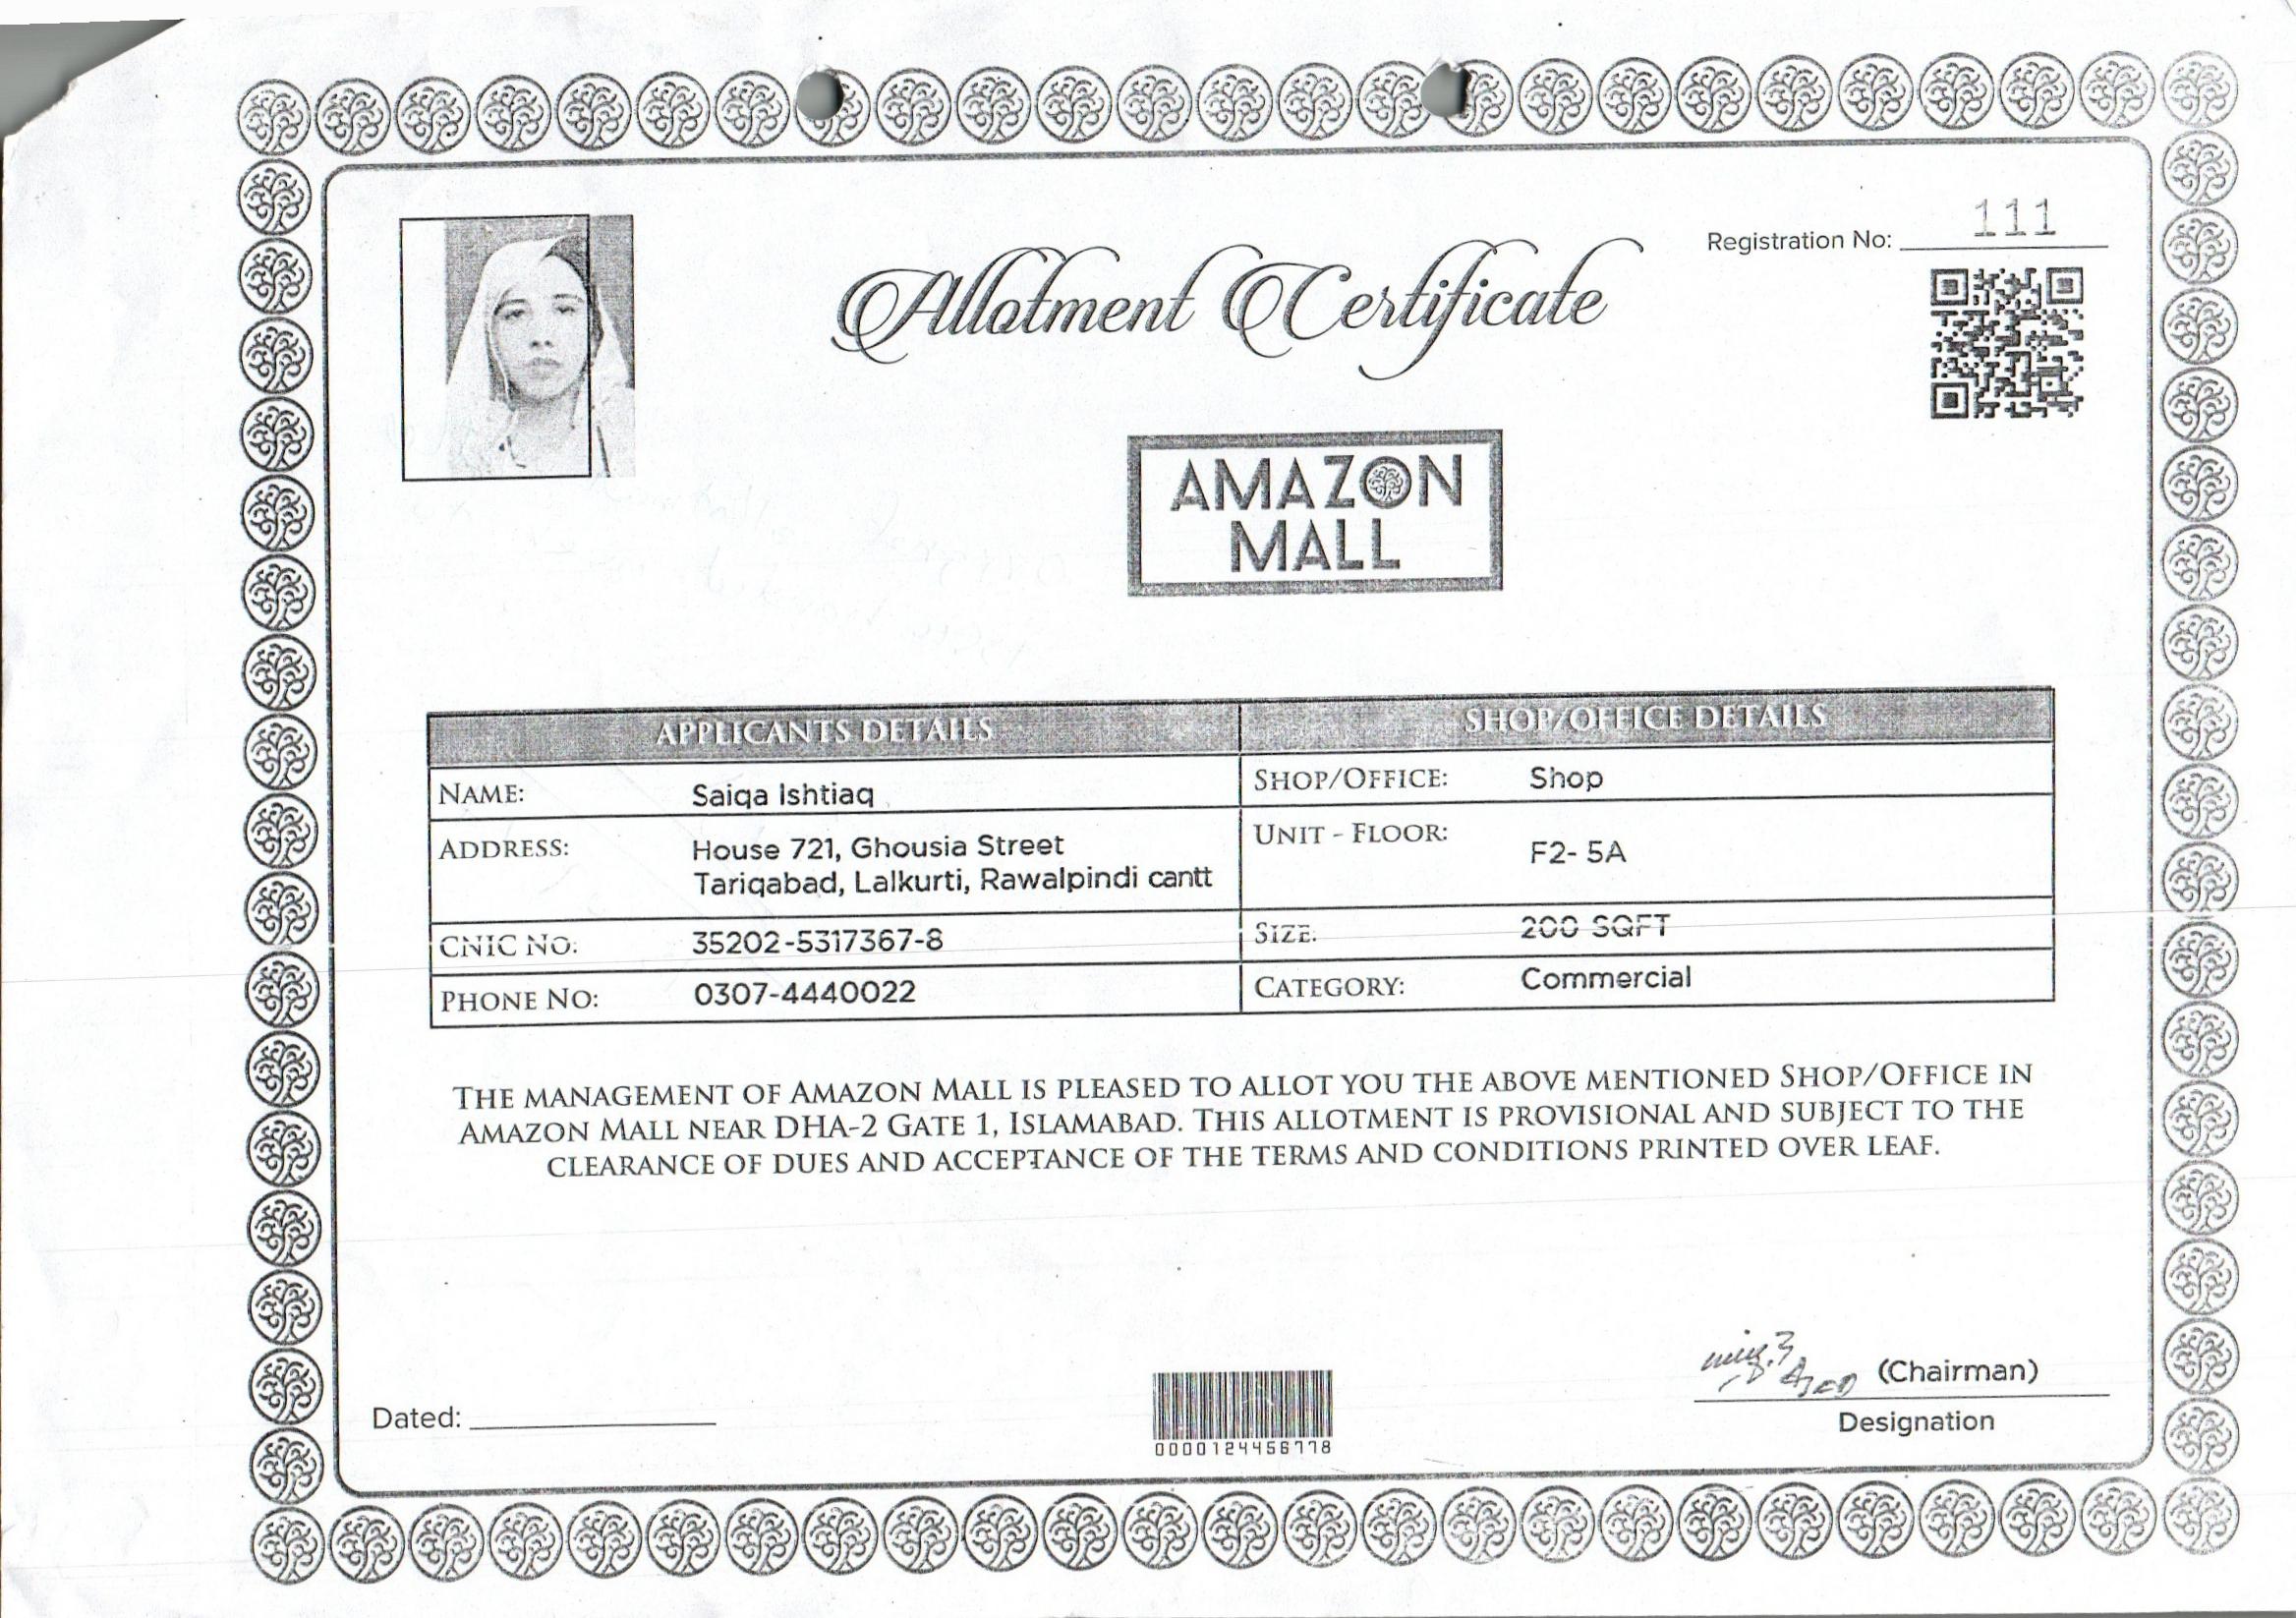 Registration No: 111
Allotment Certificate
AMAZON
MALL
APPLICANTS DETAILS
SHOP/OFFICE DETAILS
NAME: Saiqa Ishtiaq
SHOP/OFFICE: Shop
ADDRESS: House 721, Ghousia Street
Tariqabad, Lalkurti, Rawalpindi cantt
UNIT - FLOOR: F2- 5A
CNIC NO: 35202-5317367-8
SIZE: 200 SQFT
PHONE NO: 0307-4440022
CATEGORY: Commercial
THE MANAGEMENT OF AMAZON MALL IS PLEASED TO ALLOT YOU THE ABOVE MENTIONED SHOP/OFFICE IN
AMAZON MALL NEAR DHA-2 GATE 1, ISLAMABAD. THIS ALLOTMENT IS PROVISIONAL AND SUBJECT TO THE
CLEARANCE OF DUES AND ACCEPTANCE OF THE TERMS AND CONDITIONS PRINTED OVER LEAF.
(Chairman)
Dated:
Designation
0000124456778